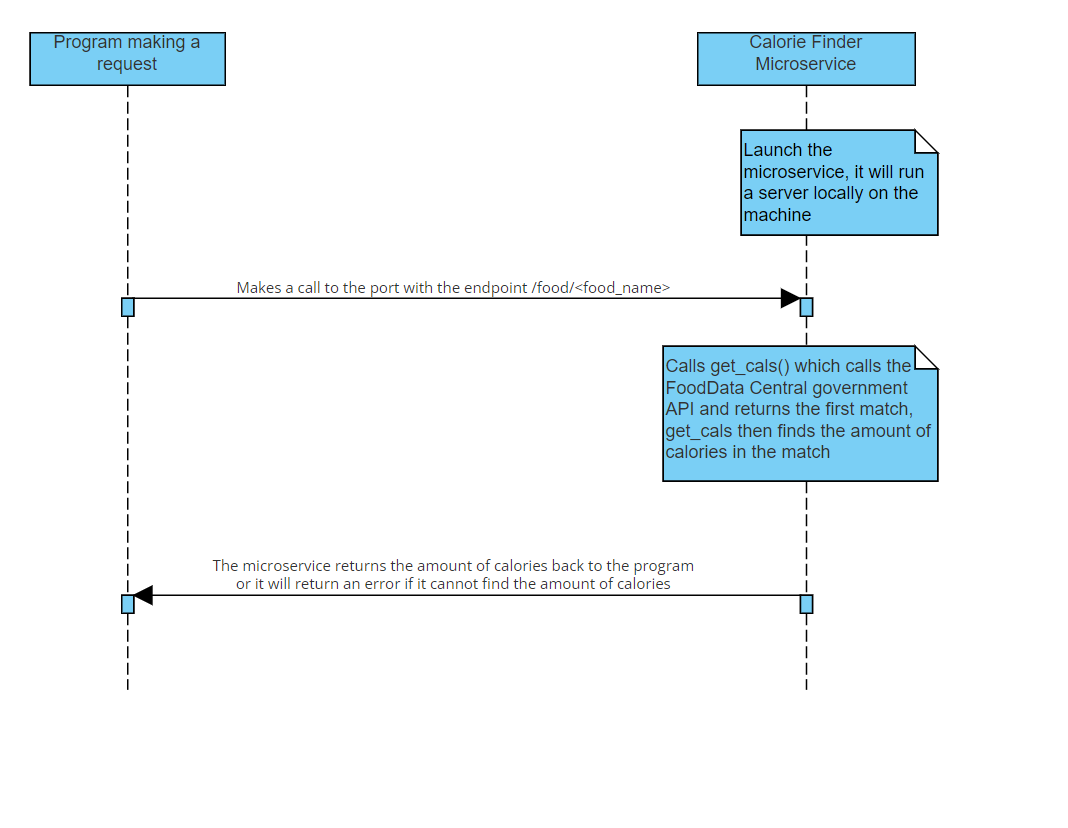 Program making a
request
Calorie Finder
Microservice
Launch the
microservice, it will run
a server locally on the
machine
Makes a call to the port with the endpoint /food/<food_name>
Calls get_cals() which calls the
FoodData Central government
API and returns the first match,
get_cals then finds the amount of
calories in the match
The microservice returns the amount of calories back to the program
or it will return an error if it cannot find the amount of calories